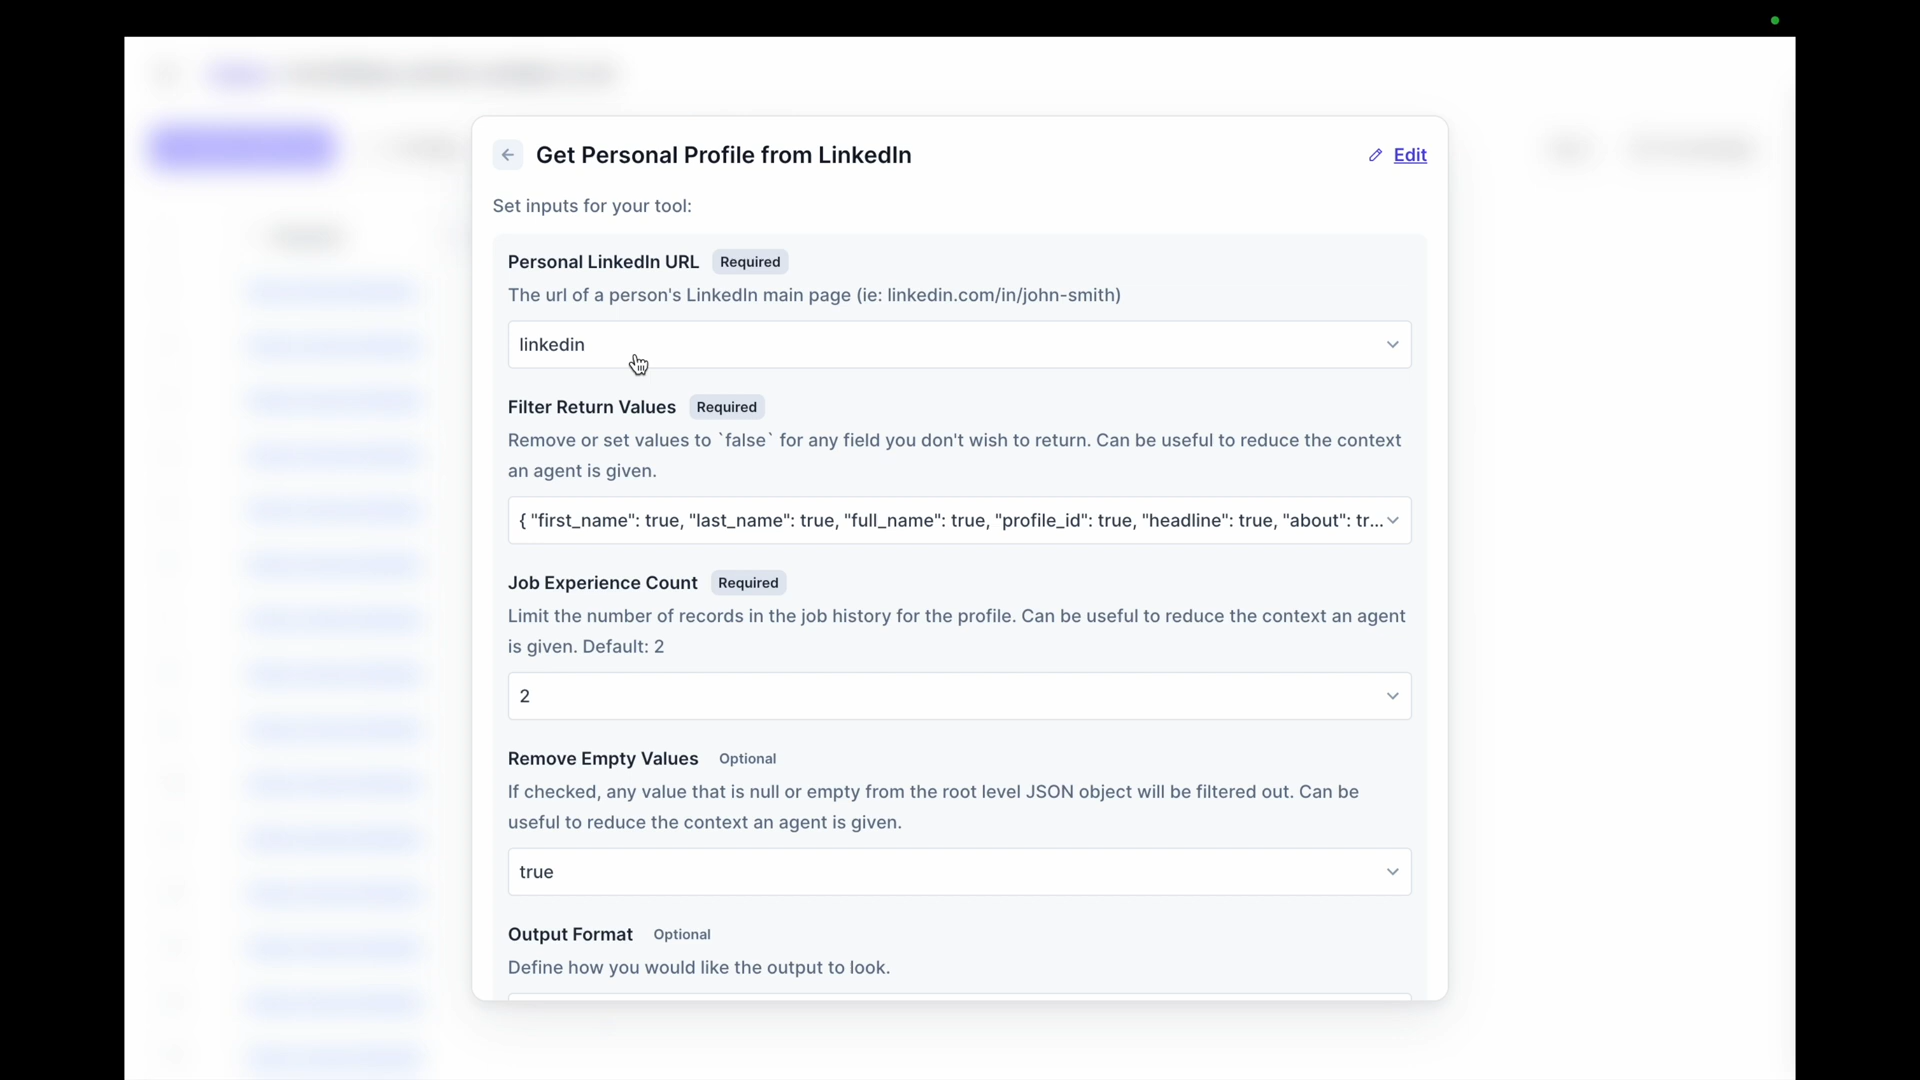 Get Personal Profile from LinkedIn
Edit
Set inputs for your tool:
Personal LinkedIn URL Required
The url of a person's LinkedIn main page (ie: linkedin.com/in/john-smith)
linkedin
Filter Return Values Required
Remove or set values to `false` for any field you don't wish to return. Can be useful to reduce the context
an agent is given.
{ "first_name": true, "last_name": true, "full_name": true, "profile_id": true, "headline": true, "about": tr...
Job Experience Count Required
Limit the number of records in the job history for the profile. Can be useful to reduce the context an agent
is given. Default: 2
2
Remove Empty Values Optional
If checked, any value that is null or empty from the root level JSON object will be filtered out. Can be
useful to reduce the context an agent is given.
true
Output Format Optional
Define how you would like the output to look.